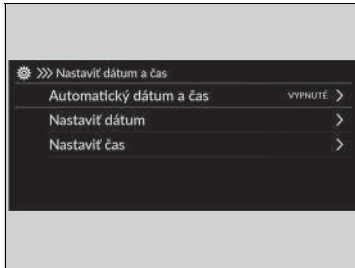 Nastaviť dátum a čas
Automatický dátum a čas VYPNUTÉ
Nastaviť dátum
Nastaviť čas